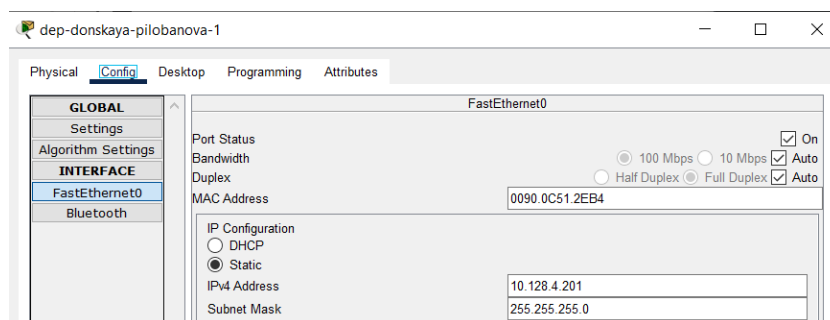 dep-donskaya-pilobanova-1
Physical Config Desktop Programming Attributes
GLOBAL
Settings
Algorithm Settings
INTERFACE
FastEthernet0
Bluetooth
FastEthernet0
Port Status On
Bandwidth 100 Mbps 10 Mbps Auto
Duplex Half Duplex Full Duplex Auto
MAC Address 0090.0C51.2EB4
IP Configuration
DHCP
Static
IPv4 Address 10.128.4.201
Subnet Mask 255.255.255.0